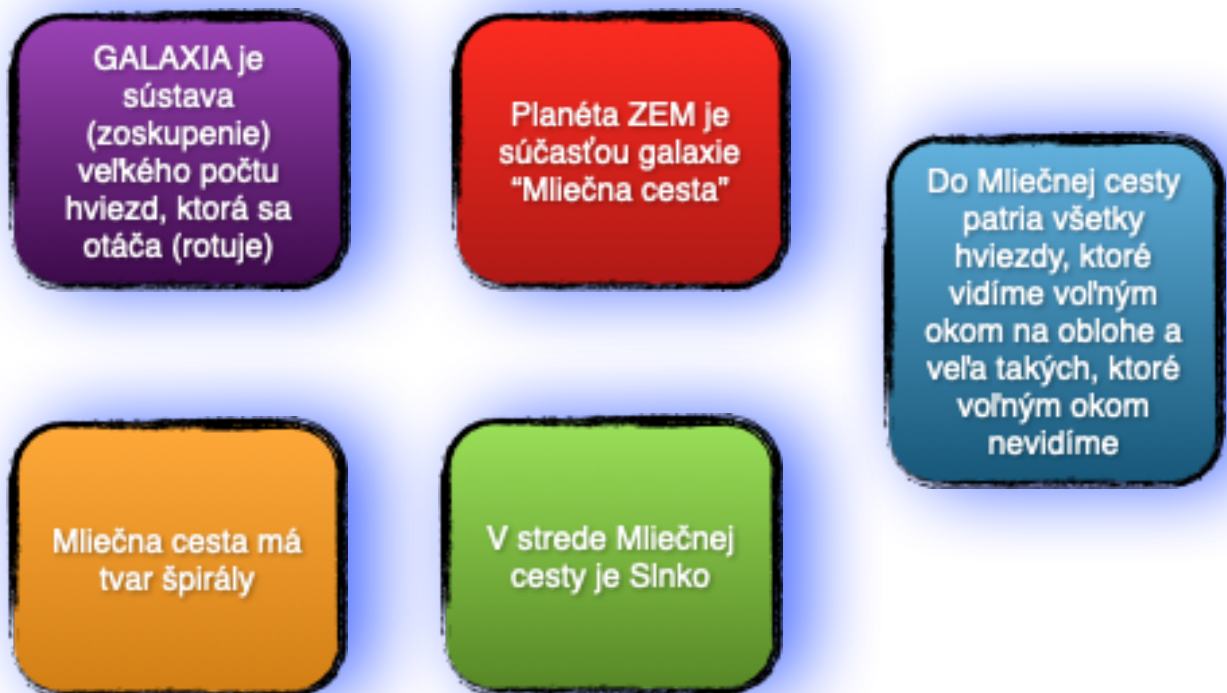 GALAXIA je
sústava
(zoskupenie)
veľkého počtu
hviezd, ktorá sa
otáča (rotuje)
Planéta ZEM je
súčasťou galaxie
“Mliečna cesta”
Do Mliečnej cesty
patria všetky
hviezdy, ktoré
vidíme voľným
okom na oblohe a
veľa takých, ktoré
voľným okom
nevidíme
Mliečna cesta má
tvar špirály
V strede Mliečnej
cesty je Slnko